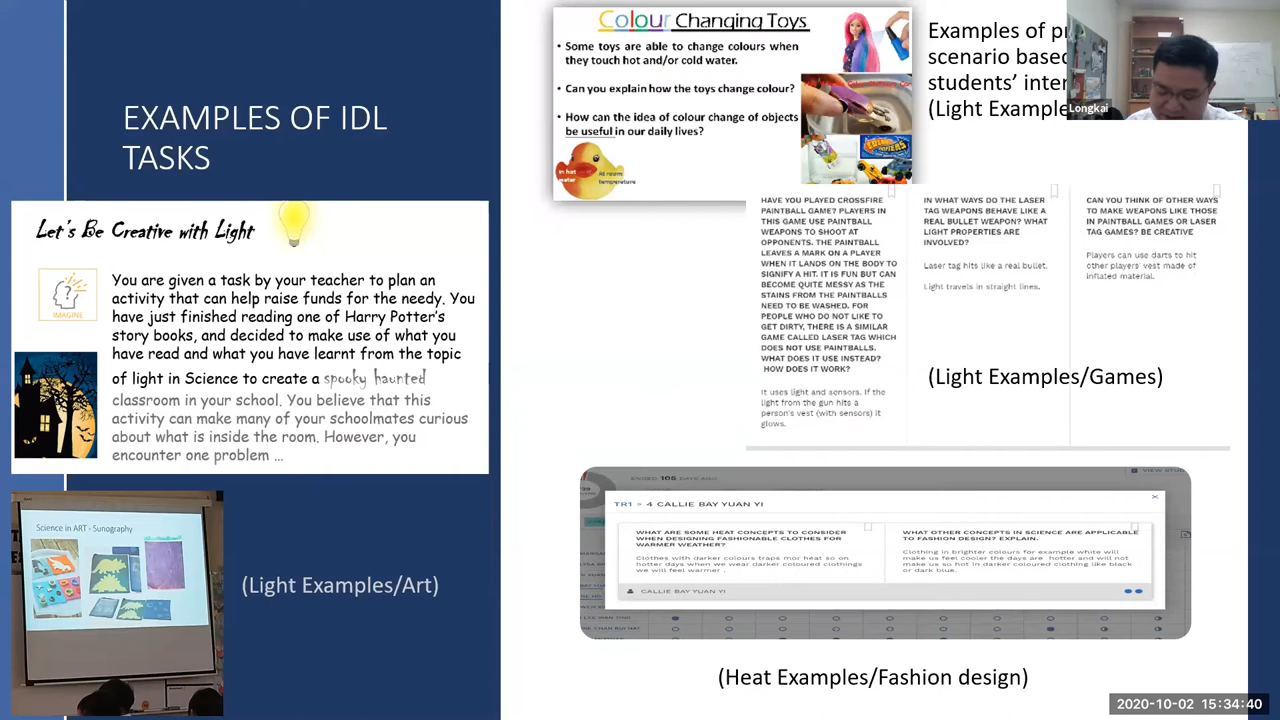 EXAMPLES OF IDL
TASKS
Let's Be Creative with Light
IMAGINE
You are given a task by your teacher to plan an
activity that can help raise funds for the needy. You
have just finished reading one of Harry Potter's
story books, and decided to make use of what you
have read and what you have learnt from the topic
of light in Science to create a spooky haunted
classroom in your school. You believe that this
activity can make many of your schoolmates curious
about what is inside the room. However, you
encounter one problem ...
Science in ART - Sunography
(Light Examples/Art)
Colour Changing Toys
• Some toys are able to change colours when
they touch hot and/or cold water.
• Can you explain how the toys change colour?
• How can the idea of colour change of objects
be useful in our daily lives?
in hot
water
At room
temperature
Examples of
scenario based
students'
(Light
Longkai
HAVE YOU PLAYED CROSSFIRE
PAINTBALL GAME? PLAYERS IN
THIS GAME USE PAINTBALL
WEAPONS TO SHOOT AT
OPPONENTS. THE PAINTBALL
LEAVES A MARK ON A PLAYER
WHEN IT LANDS ON THE BODY TO
SIGNIFY A HIT. IT IS FUN BUT CAN
BECOME QUITE MESSY AS THE
STAINS FROM THE PAINTBALLS
NEED TO BE WASHED. FOR
PEOPLE WHO DO NOT LIKE TO
GET DIRTY, THERE IS A SIMILAR
GAME CALLED LASER TAG WHICH
DOES NOT USE PAINTBALLS.
WHAT DOES IT USE INSTEAD?
HOW DOES IT WORK?
It uses light and sensors. If the
light from the gun hits a
person's vest (with sensors) it
glows.
IN WHAT WAYS DO THE LASER
TAG WEAPONS BEHAVE LIKE A
REAL BULLET WEAPON? WHAT
LIGHT PROPERTIES ARE
INVOLVED?
Laser tag hits like a real bullet.
Light travels in straight lines.
CAN YOU THINK OF OTHER WAYS
TO MAKE WEAPONS LIKE THOSE
IN PAINTBALL GAMES OR LASER
TAG GAMES? BE CREATIVE
Players can use darts to hit
other players' vest made of
inflated material.
(Light Examples/Games)
ENDED 105 DAYS AGO
VIEW
TR1 > 4 CALLIE BAY YUAN YI
WHAT ARE SOME HEAT CONCEPTS TO CONSIDER
WHEN DESIGNING FASHIONABLE CLOTHES FOR
WARMER WEATHER?
Clothes with darker colours traps mor heat so on
hotter days when we wear darker coloured clothings
we will feel warmer .
WHAT OTHER CONCEPTS IN SCIENCE ARE APPLICABLE
TO FASHION DESIGN? EXPLAIN.
Clothing in brighter colours for example white will
make us feel cooler the days are hotter and will not
make us so hot in darker coloured clothing like black
or dark blue.
CALLIE BAY YUAN YI
(Heat Examples/Fashion design)
2020-10-02 15:34:40